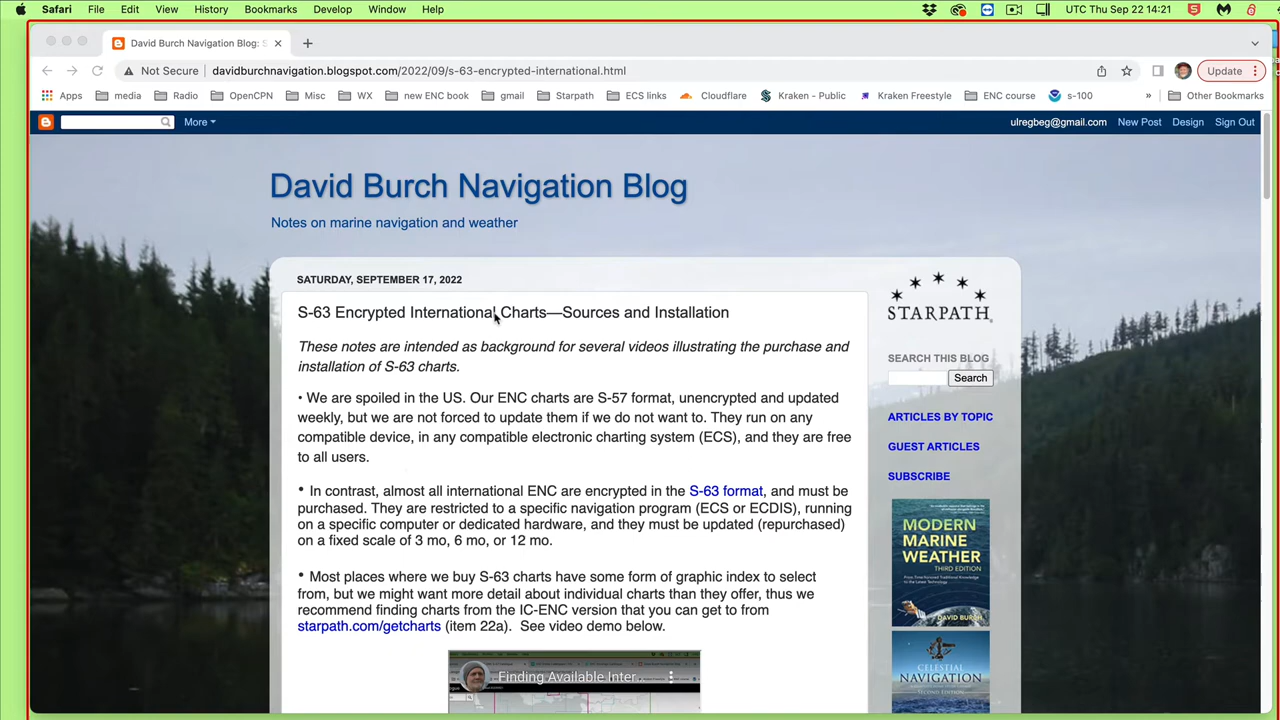 Safari File Edit View History Bookmarks Develop Window Help UTC Thu Sep 22 14:21
David Burch Navigation Blog: S
Not Secure davidburchnavigation.blogspot.com/2022/09/s-63-encrypted-international.html Update
Apps media Radio OpenCPN Misc WX new ENC book gmail Starpath ECS links Cloudflare Kraken - Public Kraken Freestyle ENC course s-100 » Other Bookmarks
More ulregbeg@gmail.com New Post Design Sign Out
David Burch Navigation Blog
Notes on marine navigation and weather
SATURDAY, SEPTEMBER 17, 2022
S-63 Encrypted International Charts—Sources and Installation
These notes are intended as background for several videos illustrating the purchase and
installation of S-63 charts.
• We are spoiled in the US. Our ENC charts are S-57 format, unencrypted and updated
weekly, but we are not forced to update them if we do not want to. They run on any
compatible device, in any compatible electronic charting system (ECS), and they are free
to all users.
• In contrast, almost all international ENC are encrypted in the S-63 format, and must be
purchased. They are restricted to a specific navigation program (ECS or ECDIS), running
on a specific computer or dedicated hardware, and they must be updated (repurchased)
on a fixed scale of 3 mo, 6 mo, or 12 mo.
• Most places where we buy S-63 charts have some form of graphic index to select
from, but we might want more detail about individual charts than they offer, thus we
recommend finding charts from the IC-ENC version that you can get to from
starpath.com/getcharts (item 22a). See video demo below.
Finding Available Inter...
STARPATH
SEARCH THIS BLOG
Search
ARTICLES BY TOPIC
GUEST ARTICLES
SUBSCRIBE
MODERN
MARINE
WEATHER
THIRD EDITION
DAVID BURCH
CELESTIAL
NAVIGATION